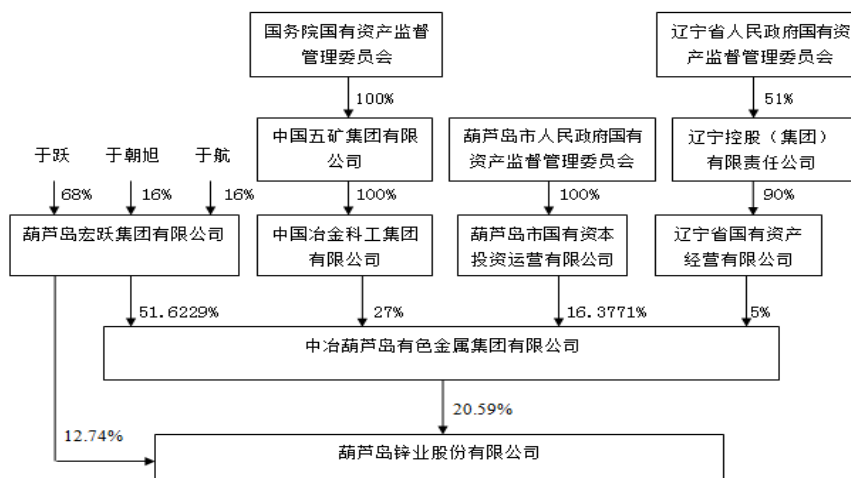 国务院国有资产监督
管理委员会
辽宁省人民政府国有资
产监督管理委员会
100%
51%
中国五矿集团有限公
司
葫芦岛市人民政府国有
资产监督管理委员会
辽宁控股（集团）
有限责任公司
于跃
于朝旭
于航
68%
16%
16%
100%
100%
90%
葫芦岛宏跃集团有限公司
中国冶金科工集团
有限公司
葫芦岛市国有资本
投资运营有限公司
辽宁省国有资产
经营有限公司
51.6229%
27%
16.3771%
5%
中冶葫芦岛有色金属集团有限公司
20.59%
12.74%
葫芦岛锌业股份有限公司